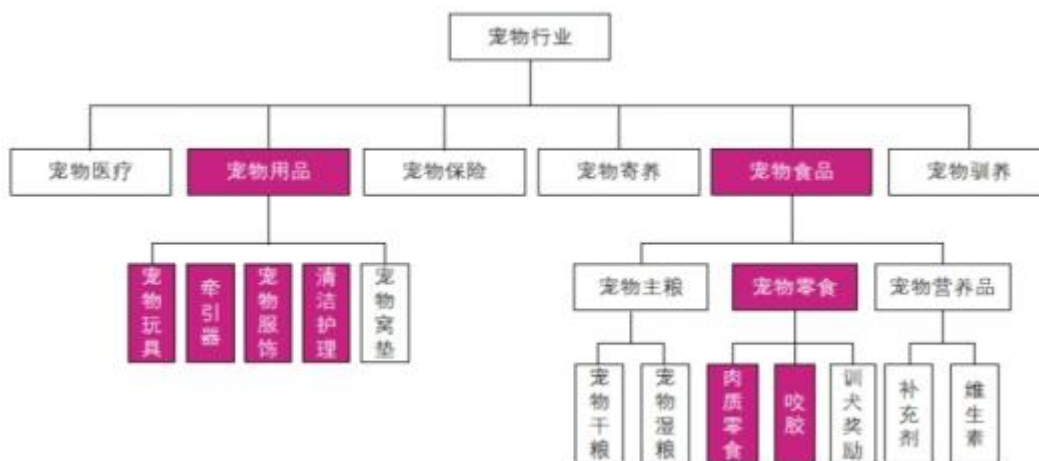 宠物行业
宠物医疗
宠物用品
宠物保险
宠物寄养
宠物食品
宠物驯养
宠物玩具
牵引器
宠物服饰
清洁护理
宠物窝垫
宠物主粮
宠物零食
宠物营养品
宠物干粮
宠物湿粮
肉质零食
咬胶
训犬奖励
补充剂
维生素